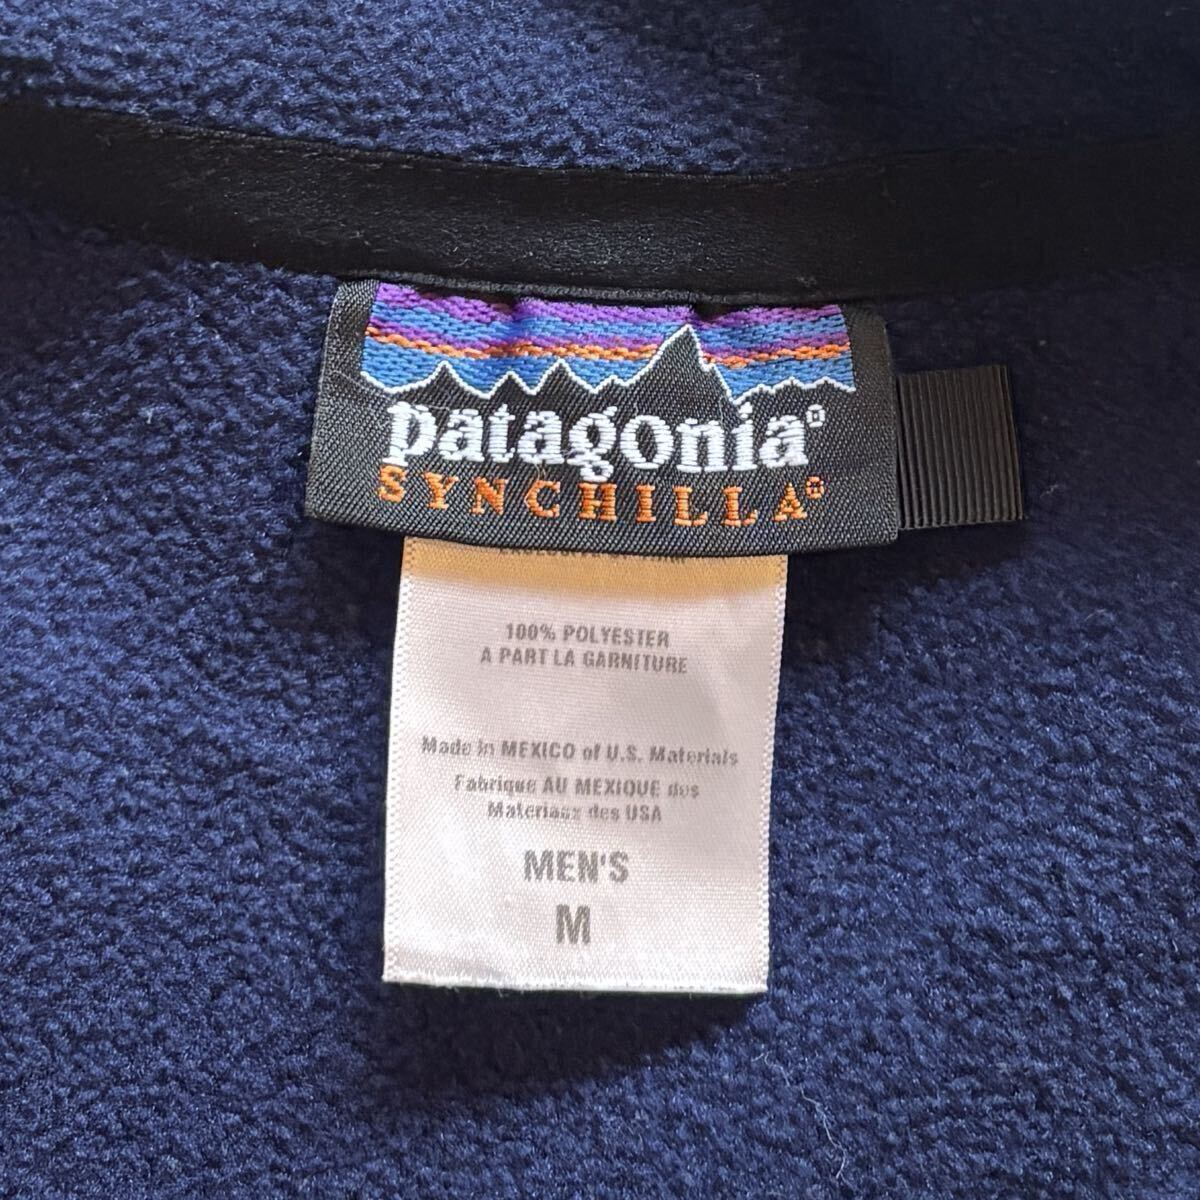 patagonia®
SYNCHILLA®
100% POLYESTER
A PART LA GARNITURE
Made in MEXICO of U.S. Materials
Fabrique AU MEXIQUE des
Materiaux des USA
MEN'S
M